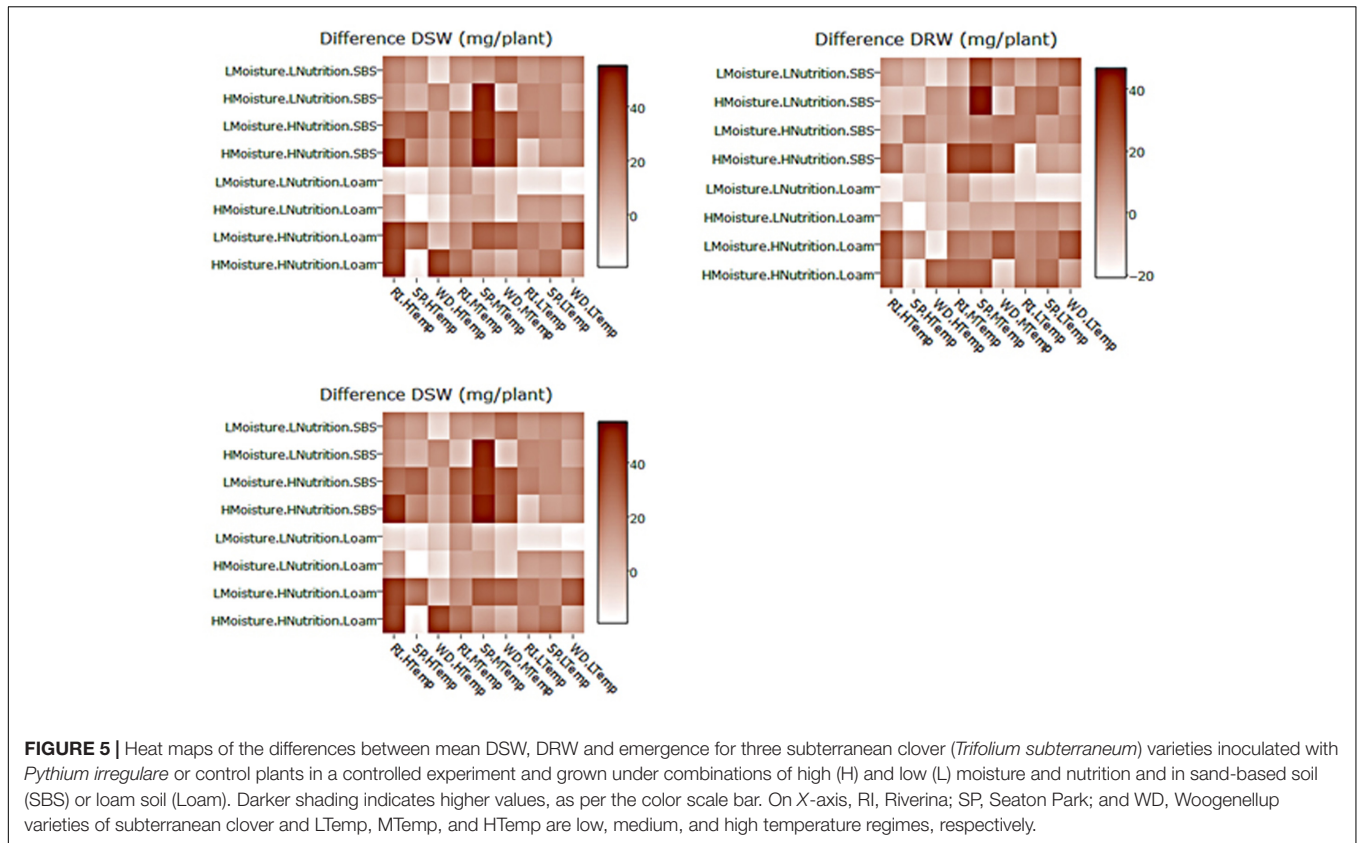 Difference DSW (mg/plant)
LMoisture.LNutrition.SBS
HMoisture.LNutrition.SBS
LMoisture.HNutrition.SBS
HMoisture.HNutrition.SBS
LMoisture.LNutrition.Loam
HMoisture.LNutrition.Loam
LMoisture.HNutrition.Loam
HMoisture.HNutrition.Loam
40
20
0
RI.HTemp
SP.HTemp
WD.HTemp
RI.MTemp
SP.MTemp
WD.MTemp
RI.LTemp
SP.LTemp
WD.LTemp
Difference DRW (mg/plant)
LMoisture.LNutrition.SBS
HMoisture.LNutrition.SBS
LMoisture.HNutrition.SBS
HMoisture.HNutrition.SBS
LMoisture.LNutrition.Loam
HMoisture.LNutrition.Loam
LMoisture.HNutrition.Loam
HMoisture.HNutrition.Loam
40
20
0
−20
RI.HTemp
SP.HTemp
WD.HTemp
RI.MTemp
SP.MTemp
WD.MTemp
RI.LTemp
SP.LTemp
WD.LTemp
Difference DSW (mg/plant)
LMoisture.LNutrition.SBS
HMoisture.LNutrition.SBS
LMoisture.HNutrition.SBS
HMoisture.HNutrition.SBS
LMoisture.LNutrition.Loam
HMoisture.LNutrition.Loam
LMoisture.HNutrition.Loam
HMoisture.HNutrition.Loam
40
20
0
RI.HTemp
SP.HTemp
WD.HTemp
RI.MTemp
SP.MTemp
WD.MTemp
RI.LTemp
SP.LTemp
WD.LTemp
FIGURE 5 | Heat maps of the differences between mean DSW, DRW and emergence for three subterranean clover (Trifolium subterraneum) varieties inoculated with
Pythium irregulare or control plants in a controlled experiment and grown under combinations of high (H) and low (L) moisture and nutrition and in sand-based soil
(SBS) or loam soil (Loam). Darker shading indicates higher values, as per the color scale bar. On X-axis, RI, Riverina; SP, Seaton Park; and WD, Woogenellup
varieties of subterranean clover and LTemp, MTemp, and HTemp are low, medium, and high temperature regimes, respectively.